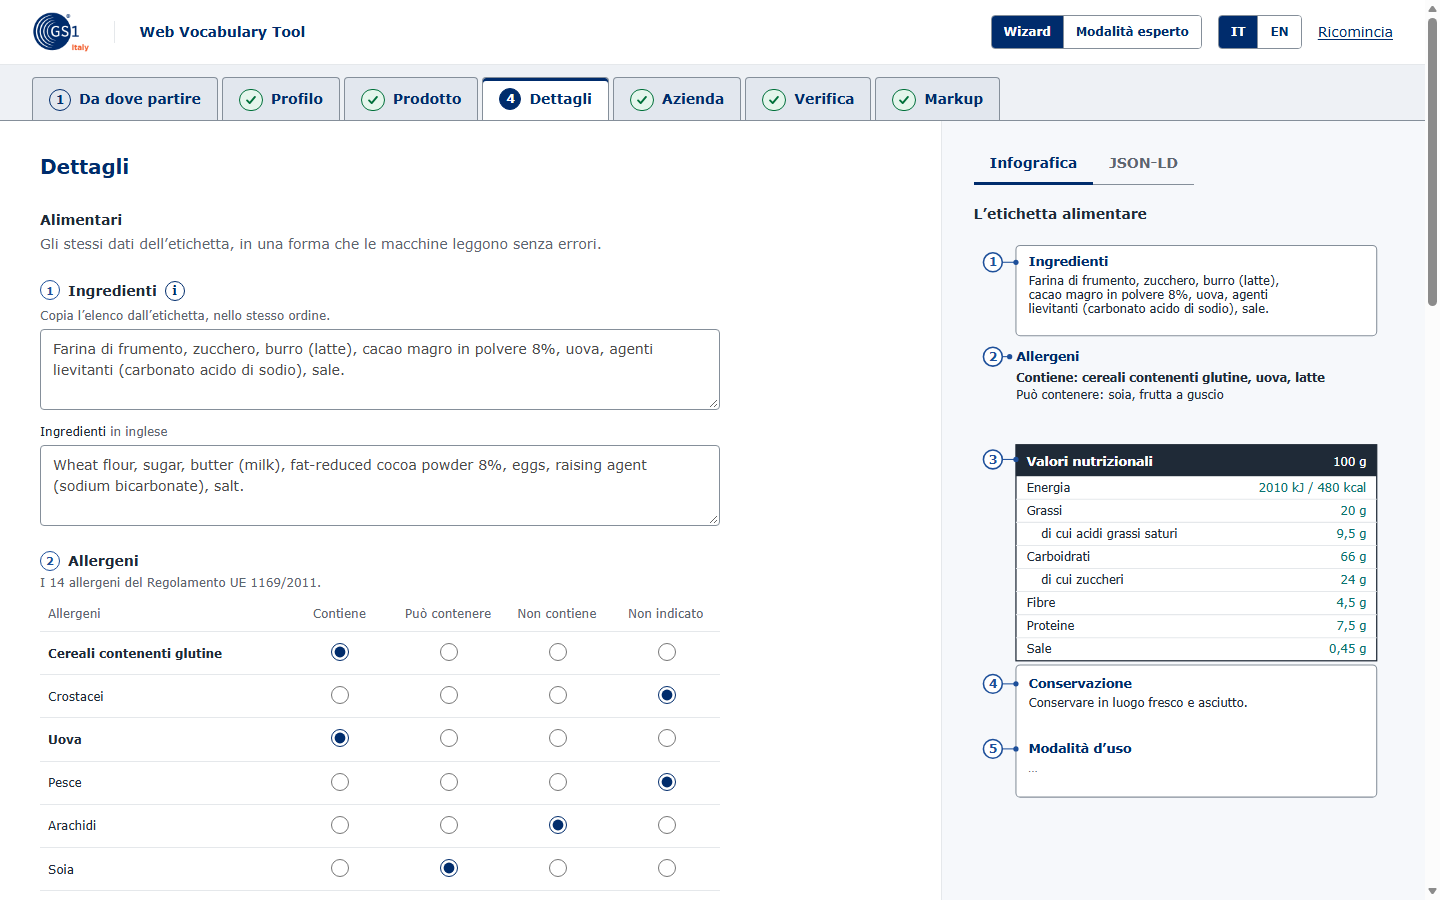 GS1
Italy
Web Vocabulary Tool
Wizard
Modalità esperto
IT
EN
Ricomincia
1 Da dove partire
Profilo
Prodotto
4 Dettagli
Azienda
Verifica
Markup
Dettagli
Alimentari
Gli stessi dati dell’etichetta, in una forma che le macchine leggono senza errori.
1 Ingredienti i
Copia l’elenco dall’etichetta, nello stesso ordine.
Farina di frumento, zucchero, burro (latte), cacao magro in polvere 8%, uova, agenti
lievitanti (carbonato acido di sodio), sale.
Ingredienti in inglese
Wheat flour, sugar, butter (milk), fat-reduced cocoa powder 8%, eggs, raising agent
(sodium bicarbonate), salt.
2 Allergeni
I 14 allergeni del Regolamento UE 1169/2011.
Allergeni Contiene Può contenere Non contiene Non indicato
Cereali contenenti glutine
Crostacei
Uova
Pesce
Arachidi
Soia
Infografica
JSON-LD
L’etichetta alimentare
1 Ingredienti
Farina di frumento, zucchero, burro (latte),
cacao magro in polvere 8%, uova, agenti
lievitanti (carbonato acido di sodio), sale.
2 Allergeni
Contiene: cereali contenenti glutine, uova, latte
Può contenere: soia, frutta a guscio
3 Valori nutrizionali 100 g
Energia 2010 kJ / 480 kcal
Grassi 20 g
di cui acidi grassi saturi 9,5 g
Carboidrati 66 g
di cui zuccheri 24 g
Fibre 4,5 g
Proteine 7,5 g
Sale 0,45 g
4 Conservazione
Conservare in luogo fresco e asciutto.
5 Modalità d’uso
...